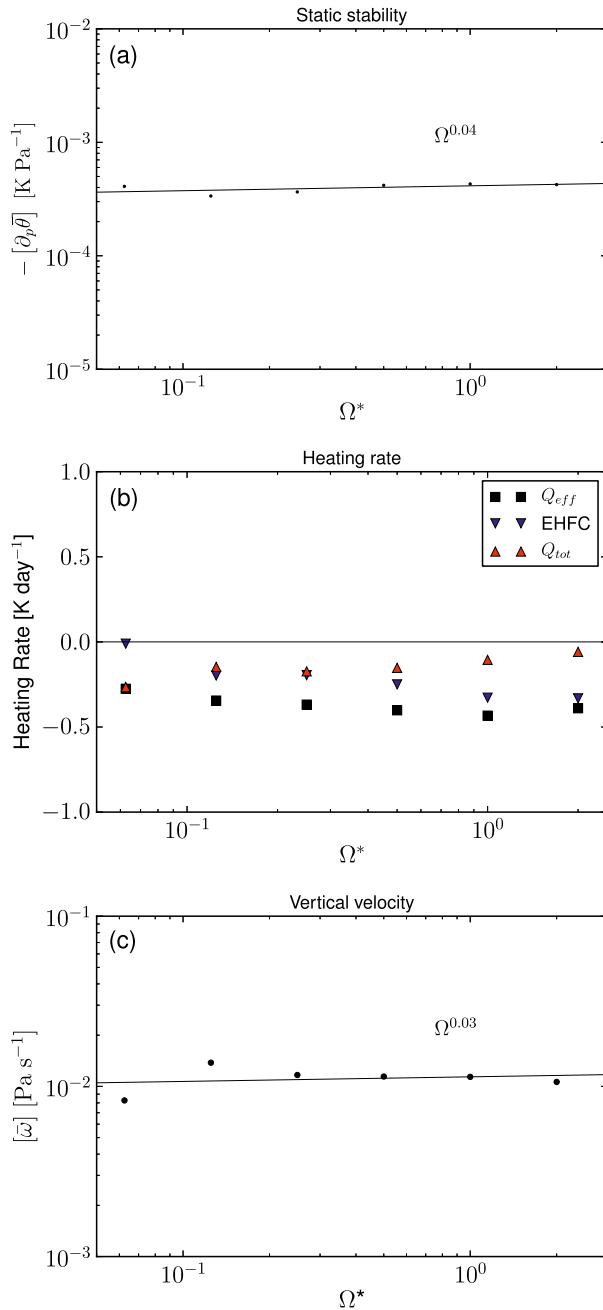 Static stability
(a)
Ω^0.04
10^−2
10^−3
10^−4
10^−5
− [∂_p θ̅] [K Pa^−1]
10^−1
10^0
Ω*
Heating rate
(b)
Q_eff
EHFC
Q_tot
1.0
0.5
0.0
−0.5
−1.0
Heating Rate [K day^−1]
10^−1
10^0
Ω*
Vertical velocity
(c)
Ω^0.03
10^−1
10^−2
10^−3
[ω̅] [Pa s^−1]
10^−1
10^0
Ω*